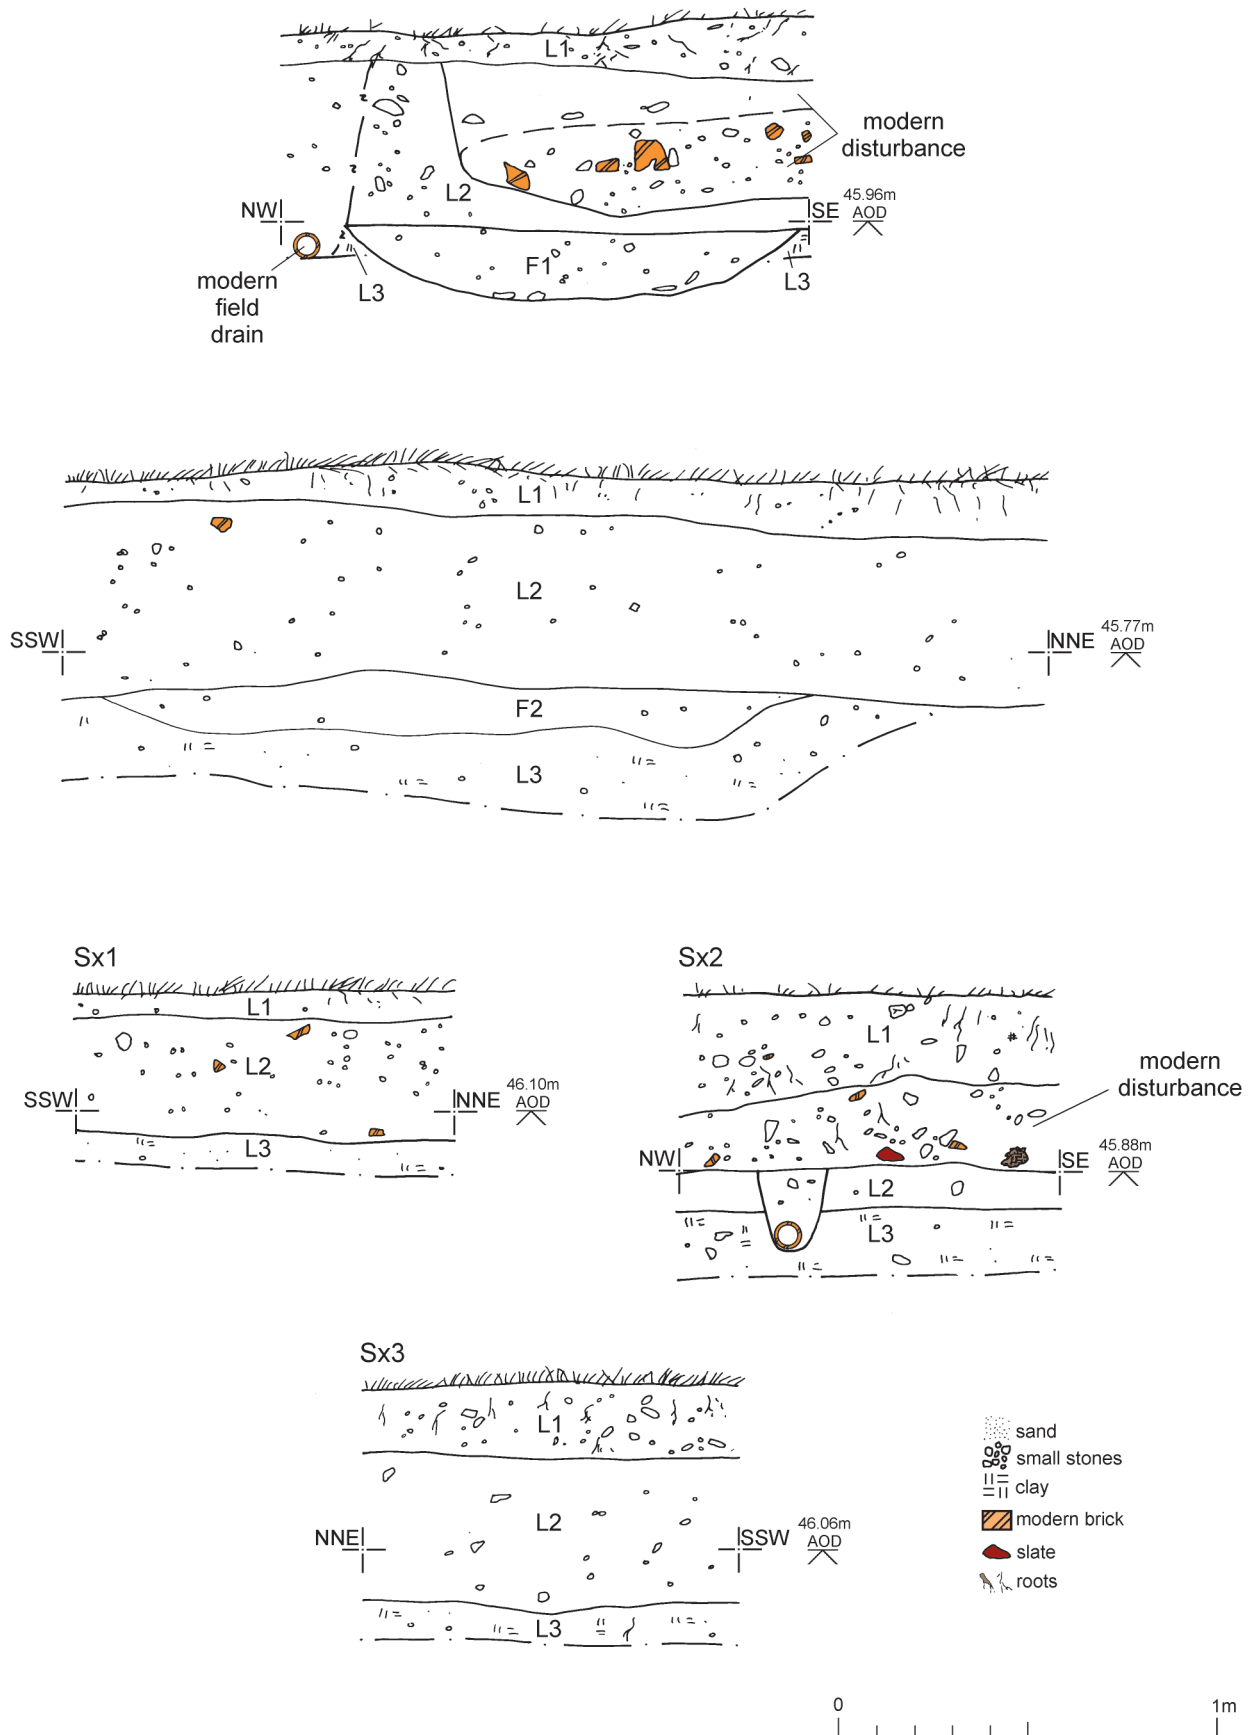 L1
modern
disturbance
L2
NW
SE
45.96m
AOD
F1
modern
field
drain
L3
L3
L1
L2
SSW
NNE
45.77m
AOD
F2
L3
Sx1
L1
L2
SSW
NNE
46.10m
AOD
L3
Sx2
L1
modern
disturbance
NW
SE
45.88m
AOD
L2
L3
Sx3
L1
L2
NNE
SSW
46.06m
AOD
L3
sand
small stones
clay
modern brick
slate
roots
0
1m